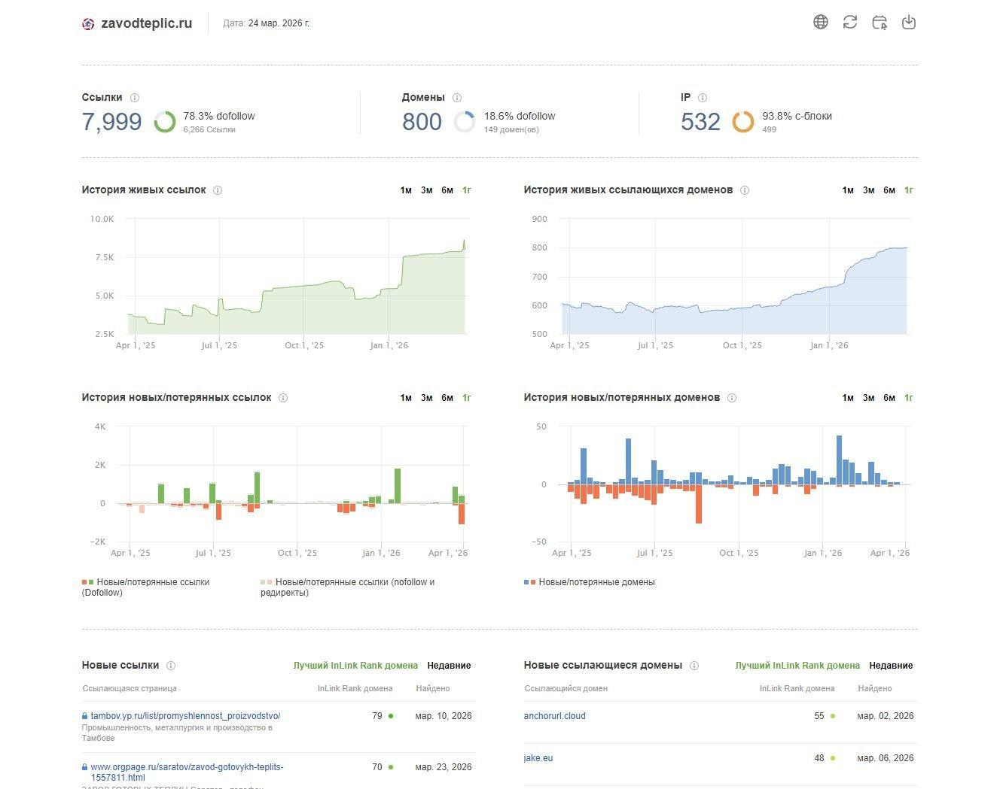 zavodteplic.ru
Дата: 24 мар. 2026 г.
Ссылки
7,999
78.3% dofollow
6,266 Ссылки
Домены
800
18.6% dofollow
149 домен(ов)
IP
532
93.8% c-блоки
499
История живых ссылок
1м 3м 6м 1г
10.0K
7.5K
5.0K
2.5K
Apr 1, '25 Jul 1, '25 Oct 1, '25 Jan 1, '26
История живых ссылающихся доменов
1м 3м 6м 1г
900
800
700
600
500
Apr 1, '25 Jul 1, '25 Oct 1, '25 Jan 1, '26
История новых/потерянных ссылок
1м 3м 6м 1г
4K
2K
0
−2K
Apr 1, '25 Jul 1, '25 Oct 1, '25 Jan 1, '26 Apr 1, '26
Новые/потерянные ссылки
(Dofollow)
Новые/потерянные ссылки (nofollow и
редиректы)
История новых/потерянных доменов
1м 3м 6м 1г
50
0
−50
Apr 1, '25 Jul 1, '25 Oct 1, '25 Jan 1, '26 Apr 1, '26
Новые/потерянные домены
Новые ссылки
Лучший InLink Rank домена Недавние
Ссылающаяся страница InLink Rank домена Найдено
tambov.yp.ru/list/promyshlennost_proizvodstvo/ 79 мар. 10, 2026
Промышленность, металлургия и производство в
Тамбове
www.orgpage.ru/saratov/zavod-gotovykh-teplits-
1557811.html
70 мар. 23, 2026
Новые ссылающиеся домены
Лучший InLink Rank домена Недавние
Ссылающийся домен InLink Rank домена Найдено
anchorurl.cloud 55 мар. 02, 2026
jake.eu 48 мар. 06, 2026